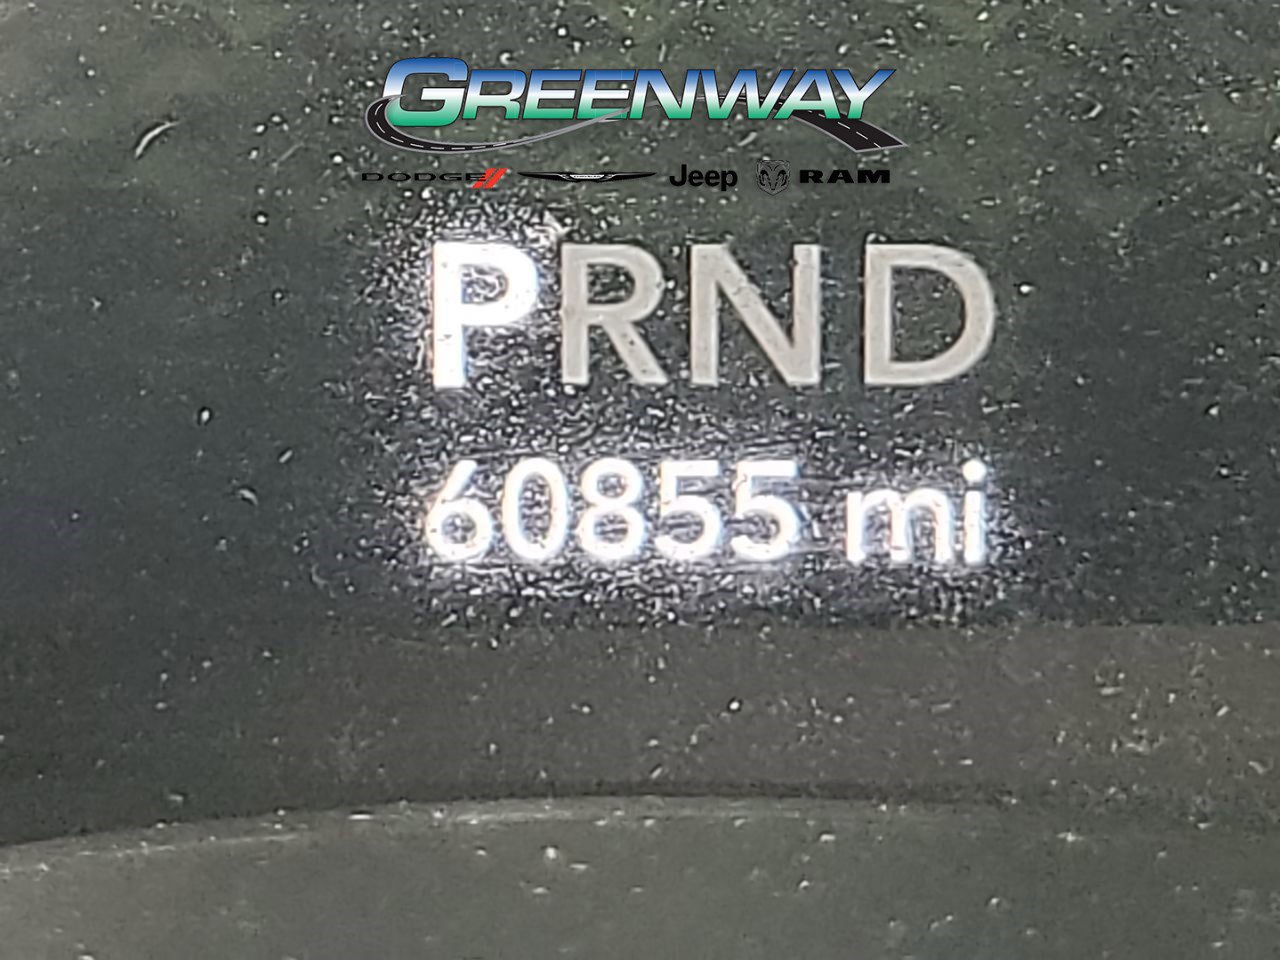 GREENWAY
DODGE Jeep RAM
PRND
60855 mi